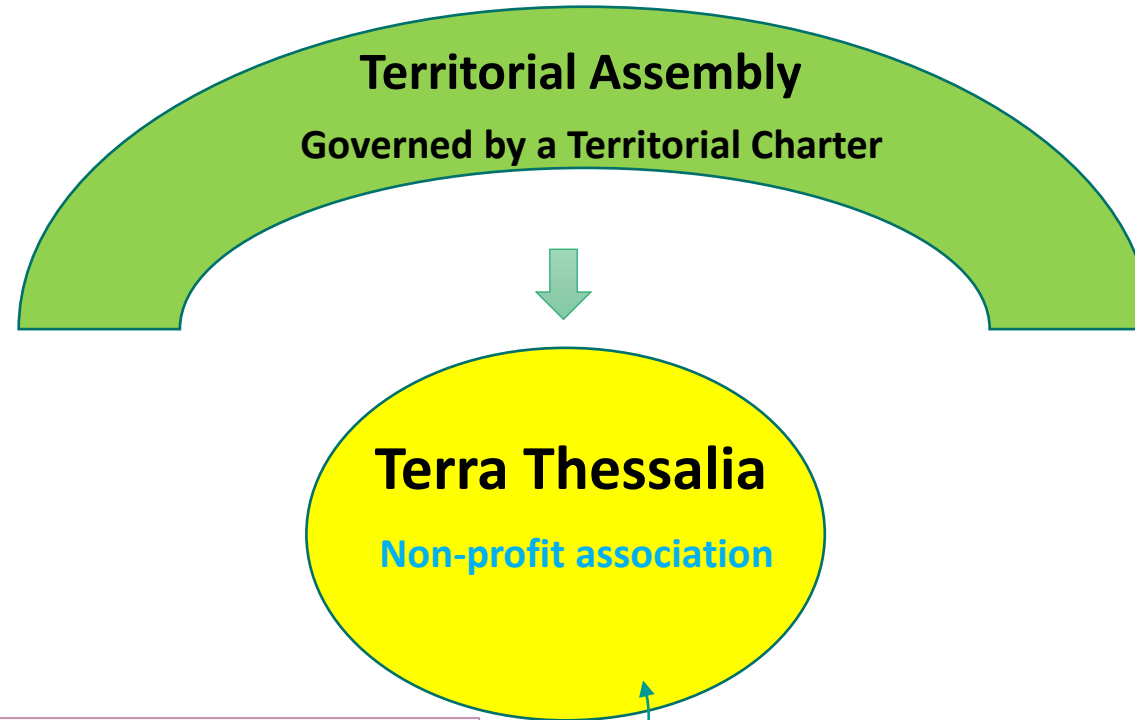 Territorial Assembly
Governed by a Territorial Charter
Terra Thessalia
Non-profit association